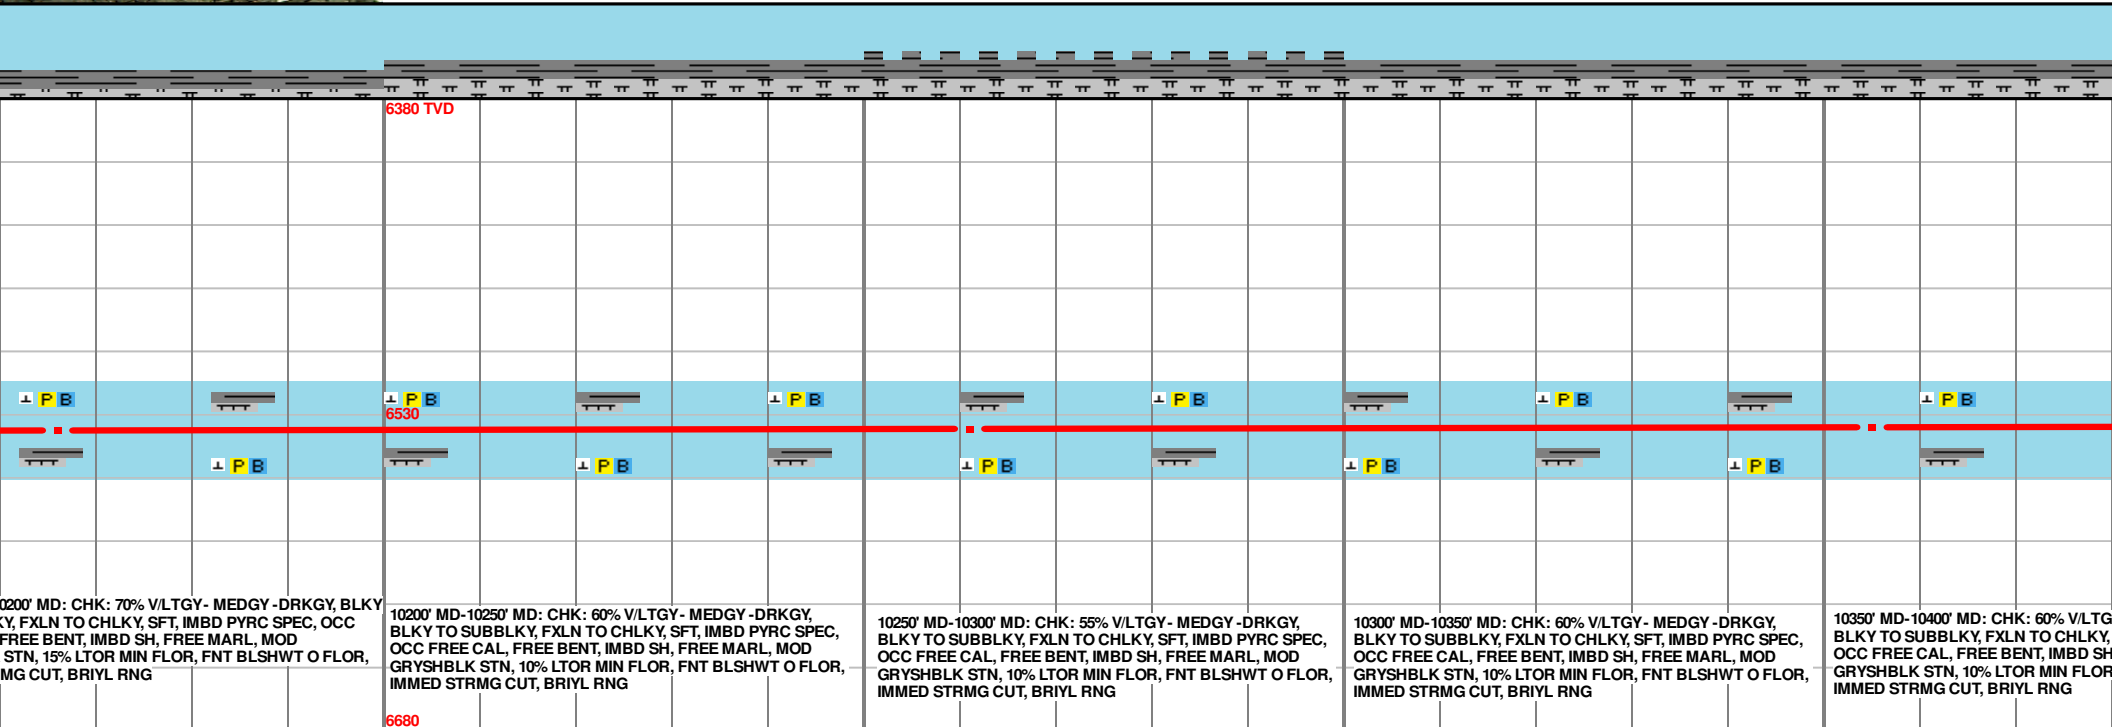 6380 TVD
⊥ P B
⊥ P B
⊥ P B
⊥ P B
⊥ P B
⊥ P B
6530
⊥ P B
⊥ P B
⊥ P B
⊥ P B
⊥ P B
0200' MD: CHK: 70% V/LTGY- MEDGY -DRKGY, BLKY
KY, FXLN TO CHLKY, SFT, IMBD PYRC SPEC, OCC
FREE BENT, IMBD SH, FREE MARL, MOD
STN, 15% LTOR MIN FLOR, FNT BLSHWT O FLOR,
MG CUT, BRIYL RNG
10200' MD-10250' MD: CHK: 60% V/LTGY- MEDGY -DRKGY,
BLKY TO SUBBLKY, FXLN TO CHLKY, SFT, IMBD PYRC SPEC,
OCC FREE CAL, FREE BENT, IMBD SH, FREE MARL, MOD
GRYSHBLK STN, 10% LTOR MIN FLOR, FNT BLSHWT O FLOR,
IMMED STRMG CUT, BRIYL RNG
10250' MD-10300' MD: CHK: 55% V/LTGY- MEDGY -DRKGY,
BLKY TO SUBBLKY, FXLN TO CHLKY, SFT, IMBD PYRC SPEC,
OCC FREE CAL, FREE BENT, IMBD SH, FREE MARL, MOD
GRYSHBLK STN, 10% LTOR MIN FLOR, FNT BLSHWT O FLOR,
IMMED STRMG CUT, BRIYL RNG
10300' MD-10350' MD: CHK: 60% V/LTGY- MEDGY -DRKGY,
BLKY TO SUBBLKY, FXLN TO CHLKY, SFT, IMBD PYRC SPEC,
OCC FREE CAL, FREE BENT, IMBD SH, FREE MARL, MOD
GRYSHBLK STN, 10% LTOR MIN FLOR, FNT BLSHWT O FLOR,
IMMED STRMG CUT, BRIYL RNG
10350' MD-10400' MD: CHK: 60% V/LTG
BLKY TO SUBBLKY, FXLN TO CHLKY,
OCC FREE CAL, FREE BENT, IMBD SH
GRYSHBLK STN, 10% LTOR MIN FLOR
IMMED STRMG CUT, BRIYL RNG
6680